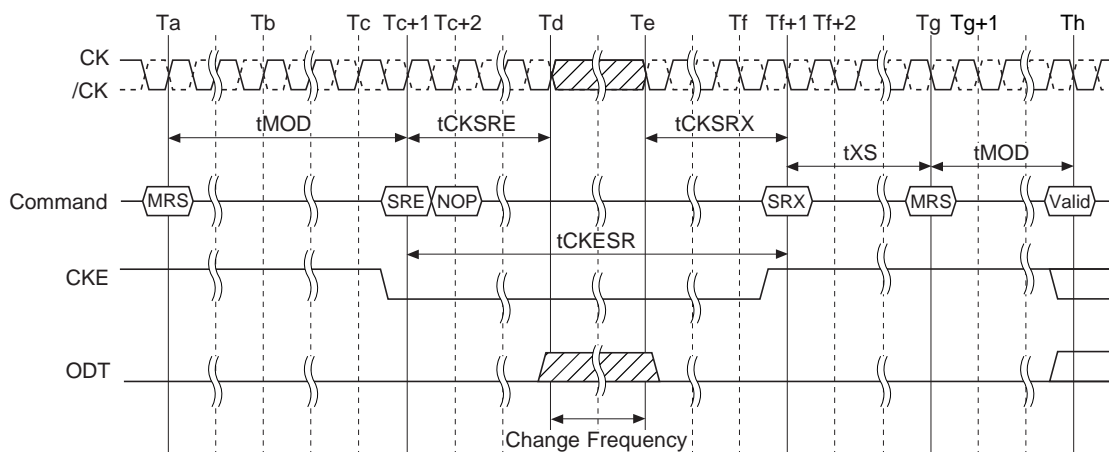 Ta Tb Tc Tc+1 Tc+2 Td Te Tf Tf+1 Tf+2 Tg Tg+1 Th
CK
/CK
tMOD tCKSRE tCKSRX
tXS tMOD
Command MRS SRE NOP SRX MRS Valid
tCKESR
CKE
ODT
Change Frequency